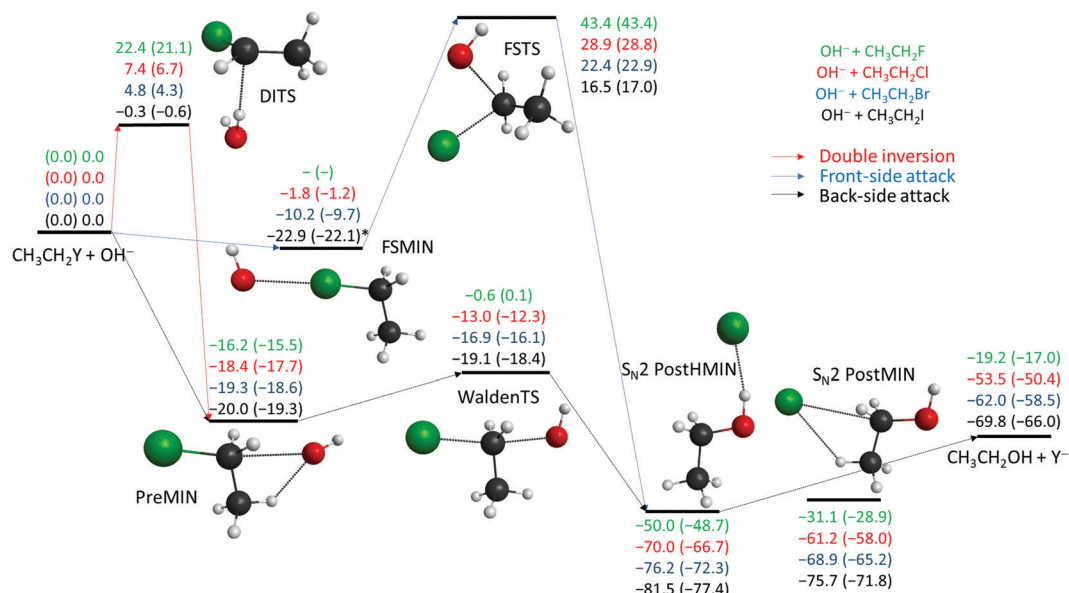 22.4 (21.1)
7.4 (6.7)
4.8 (4.3)
−0.3 (−0.6)
DITS
43.4 (43.4)
28.9 (28.8)
22.4 (22.9)
16.5 (17.0)
FSTS
OH⁻ + CH₃CH₂F
OH⁻ + CH₃CH₂Cl
OH⁻ + CH₃CH₂Br
OH⁻ + CH₃CH₂I
Double inversion
Front-side attack
Back-side attack
(0.0) 0.0
(0.0) 0.0
(0.0) 0.0
(0.0) 0.0
CH₃CH₂Y + OH⁻
− (−)
−1.8 (−1.2)
−10.2 (−9.7)
−22.9 (−22.1)*
FSMIN
−16.2 (−15.5)
−18.4 (−17.7)
−19.3 (−18.6)
−20.0 (−19.3)
PreMIN
−0.6 (0.1)
−13.0 (−12.3)
−16.9 (−16.1)
−19.1 (−18.4)
WaldenTS
S_N2 PostHMIN
−50.0 (−48.7)
−70.0 (−66.7)
−76.2 (−72.3)
−81.5 (−77.4)
S_N2 PostMIN
−31.1 (−28.9)
−61.2 (−58.0)
−68.9 (−65.2)
−75.7 (−71.8)
−19.2 (−17.0)
−53.5 (−50.4)
−62.0 (−58.5)
−69.8 (−66.0)
CH₃CH₂OH + Y⁻